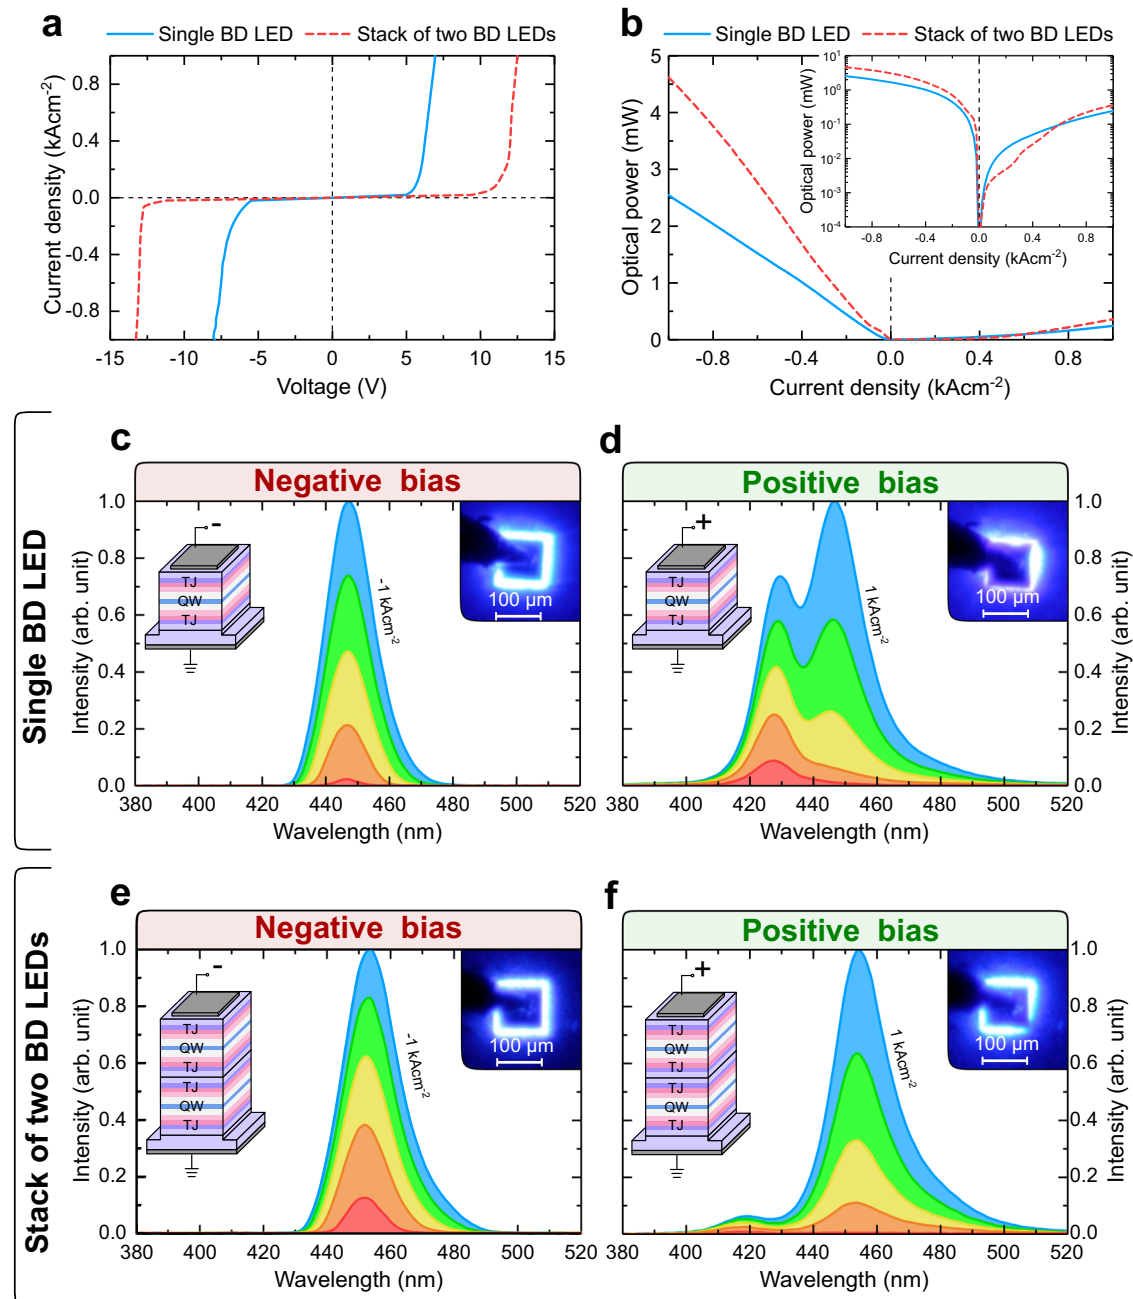 a
Single BD LED
Stack of two BD LEDs
Current density (kAcm-2)
0.8
0.4
0.0
-0.4
-0.8
-15 -10 -5 0 5 10 15
Voltage (V)
b
Single BD LED
Stack of two BD LEDs
Optical power (mW)
5
4
3
2
1
0
-0.8 -0.4 0.0 0.4 0.8
Current density (kAcm-2)
Optical power (mW)
10^1
10^0
10^-1
10^-2
10^-3
10^-4
-0.8 -0.4 0.0 0.4 0.8
Current density (kAcm-2)
Single BD LED
c
Negative bias
Intensity (arb. unit)
1.0
0.8
0.6
0.4
0.2
0.0
380 400 420 440 460 480 500 520
Wavelength (nm)
-
TJ
QW
TJ
-1 kAcm-2
100 µm
d
Positive bias
+
TJ
QW
TJ
1 kAcm-2
100 µm
1.0
0.8
0.6
0.4
0.2
0.0
Intensity (arb. unit)
380 400 420 440 460 480 500 520
Wavelength (nm)
Stack of two BD LEDs
e
Negative bias
Intensity (arb. unit)
1.0
0.8
0.6
0.4
0.2
0.0
380 400 420 440 460 480 500 520
Wavelength (nm)
-
TJ
QW
TJ
TJ
QW
TJ
-1 kAcm-2
100 µm
f
Positive bias
+
TJ
QW
TJ
TJ
QW
TJ
1 kAcm-2
100 µm
1.0
0.8
0.6
0.4
0.2
0.0
Intensity (arb. unit)
380 400 420 440 460 480 500 520
Wavelength (nm)